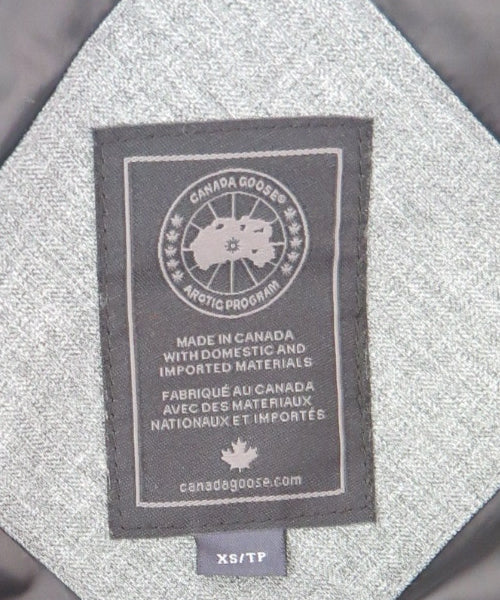 CANADA GOOSE®
ARCTIC PROGRAM
MADE IN CANADA
WITH DOMESTIC AND
IMPORTED MATERIALS
FABRIQUÉ AU CANADA
AVEC DES MATERIAUX
NATIONAUX ET IMPORTÉS
canadagoose.com
XS/TP